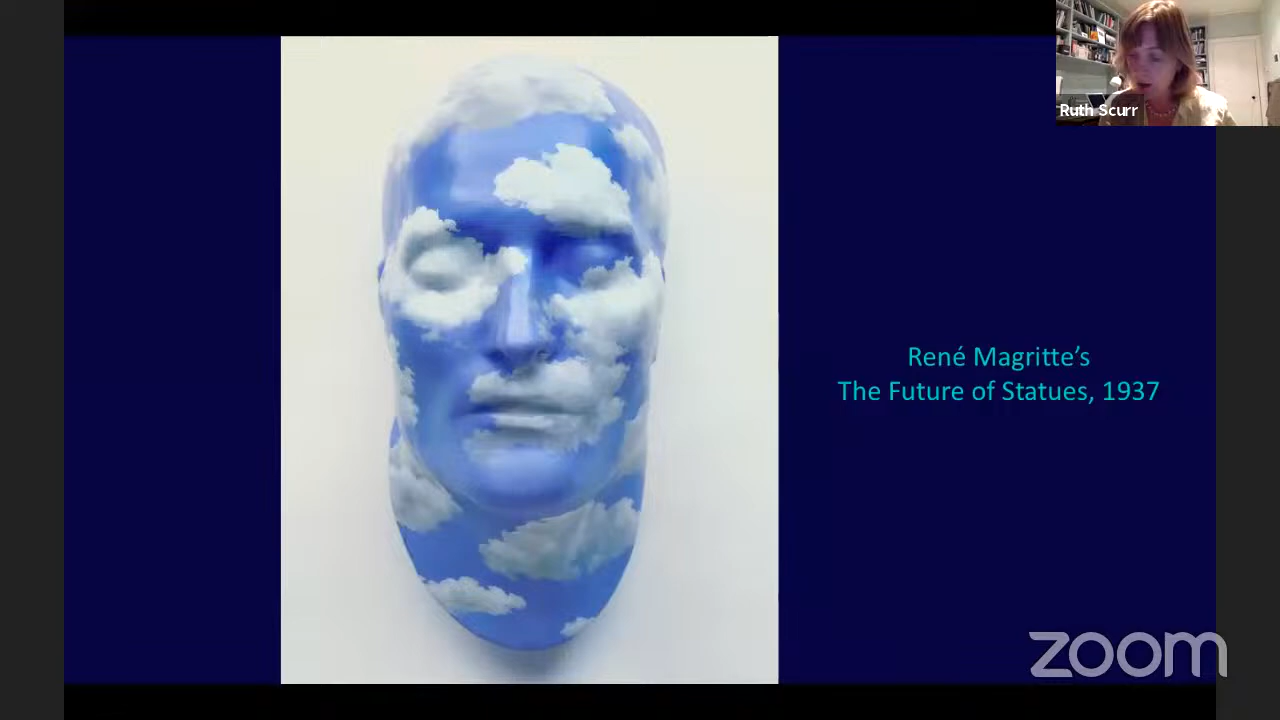 Ruth Scurr
René Magritte’s
The Future of Statues, 1937
zoom